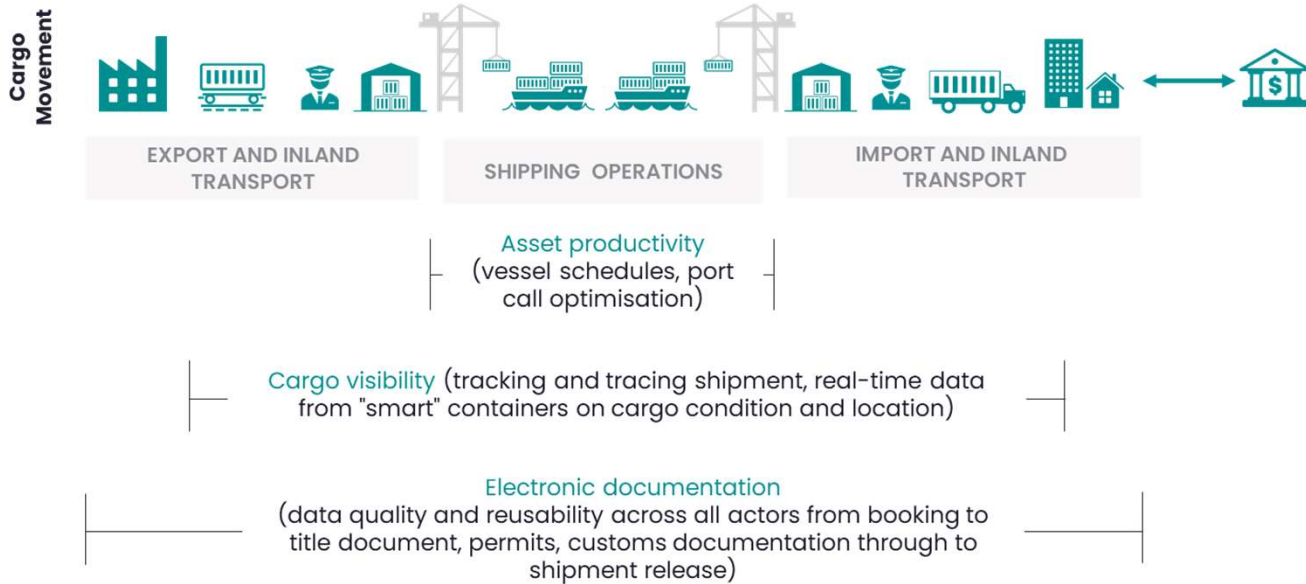 Cargo
Movement
$
EXPORT AND INLAND
TRANSPORT
SHIPPING OPERATIONS
IMPORT AND INLAND
TRANSPORT
Asset productivity
(vessel schedules, port
call optimisation)
Cargo visibility (tracking and tracing shipment, real-time data
from "smart" containers on cargo condition and location)
Electronic documentation
(data quality and reusability across all actors from booking to
title document, permits, customs documentation through to
shipment release)